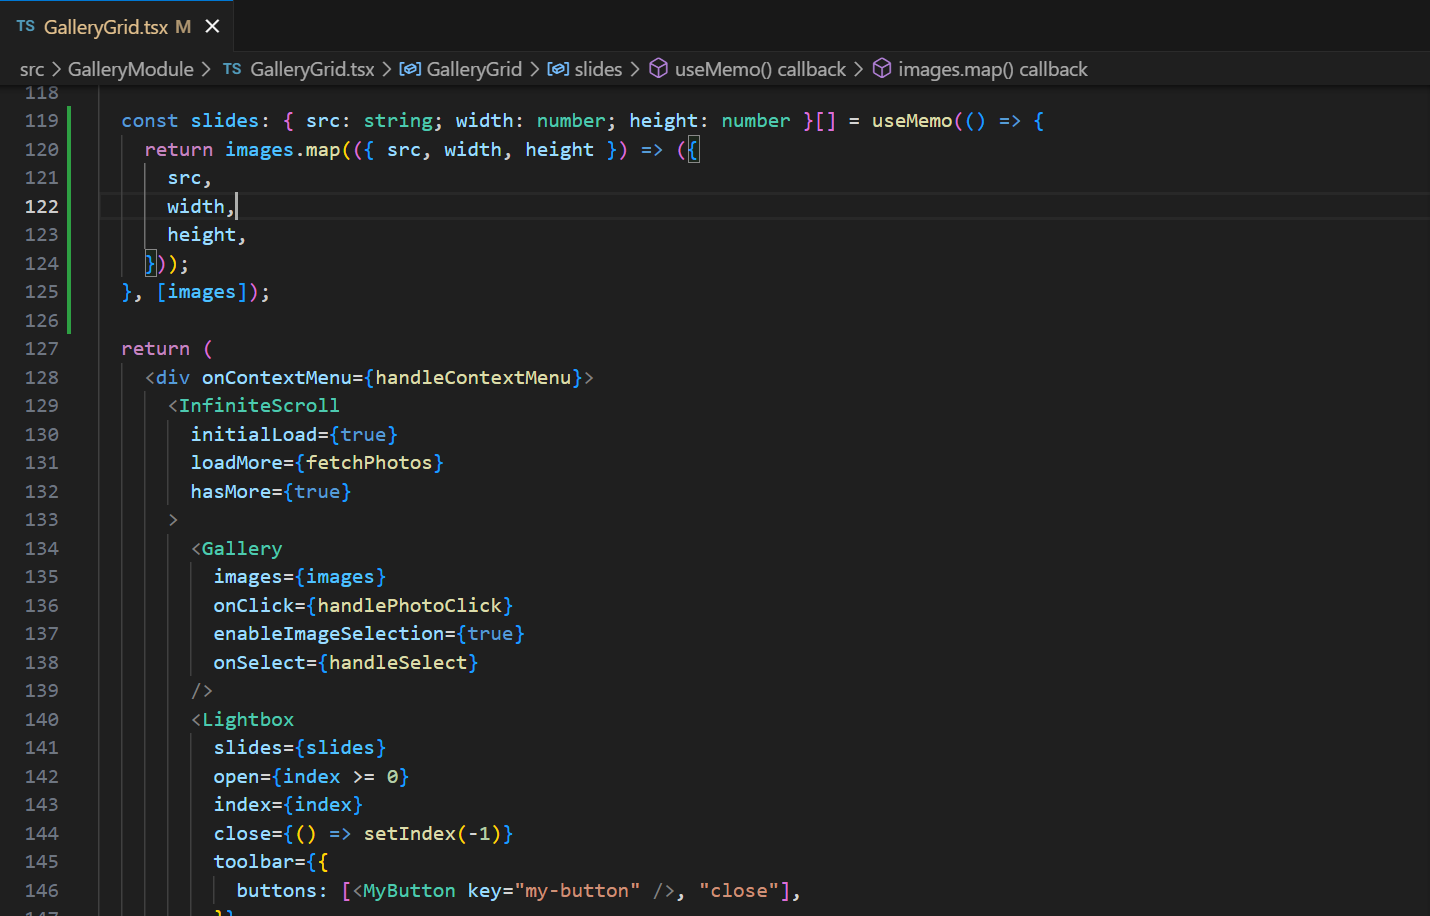 TS GalleryGrid.tsx M
src > GalleryModule > TS GalleryGrid.tsx > GalleryGrid > slides > useMemo() callback > images.map() callback
118
119 const slides: { src: string; width: number; height: number }[] = useMemo(() => {
120 return images.map(({ src, width, height }) => ({
121 src,
122 width,
123 height,
124 }));
125 }, [images]);
126
127 return (
128 <div onContextMenu={handleContextMenu}>
129 <InfiniteScroll
130 initialLoad={true}
131 loadMore={fetchPhotos}
132 hasMore={true}
133 >
134 <Gallery
135 images={images}
136 onClick={handlePhotoClick}
137 enableImageSelection={true}
138 onSelect={handleSelect}
139 />
140 <Lightbox
141 slides={slides}
142 open={index >= 0}
143 index={index}
144 close={() => setIndex(-1)}
145 toolbar={{
146 buttons: [<MyButton key="my-button" />, "close"],
147 }}